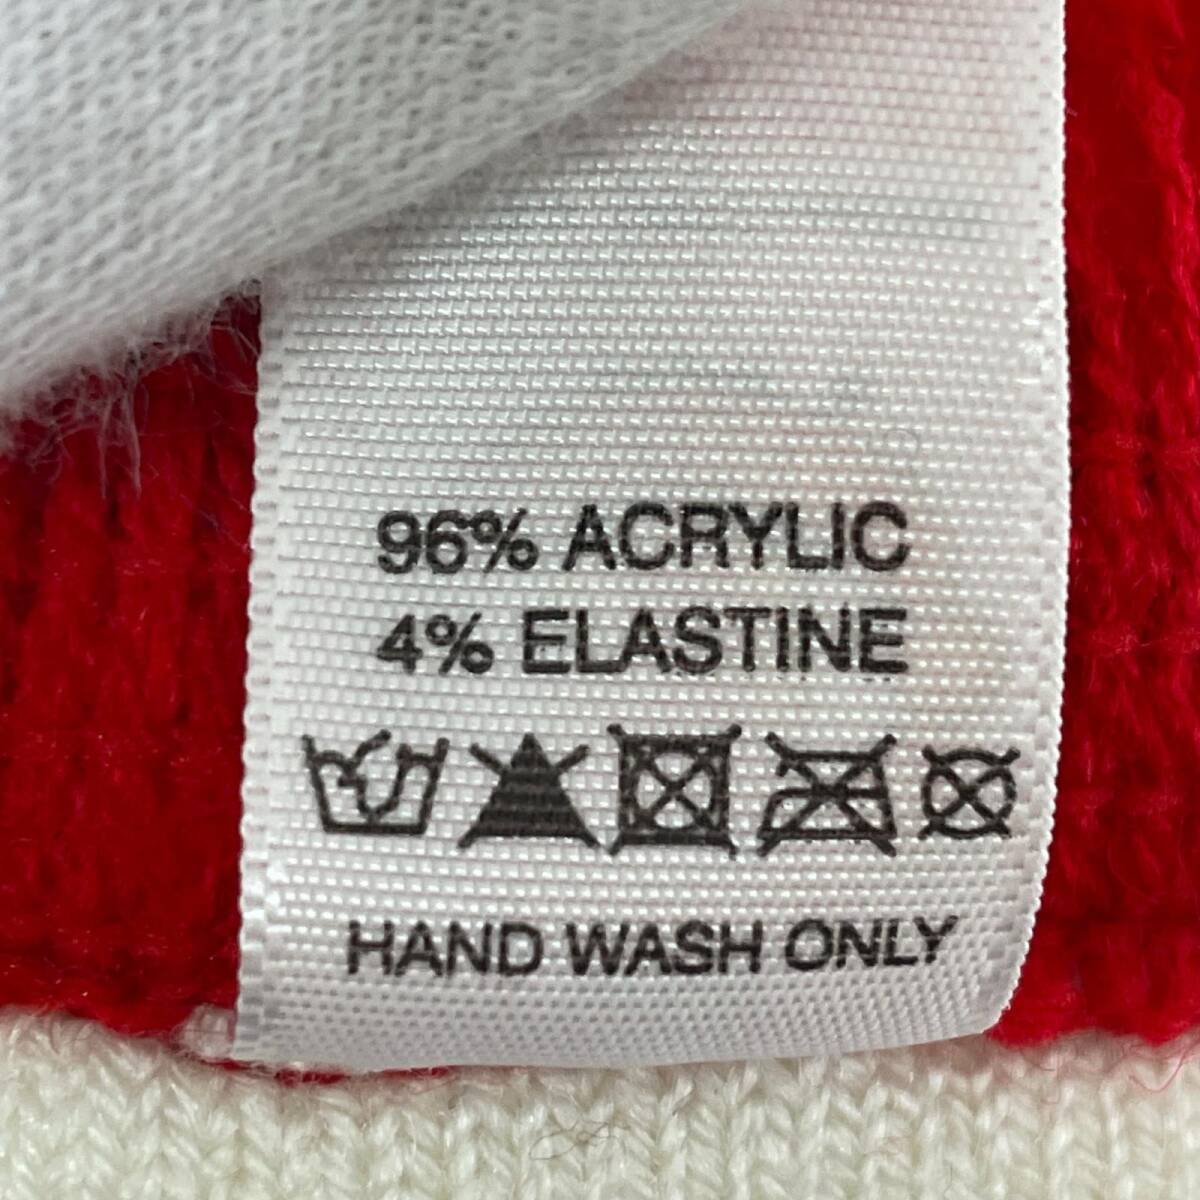 96% ACRYLIC
4% ELASTINE
HAND WASH ONLY